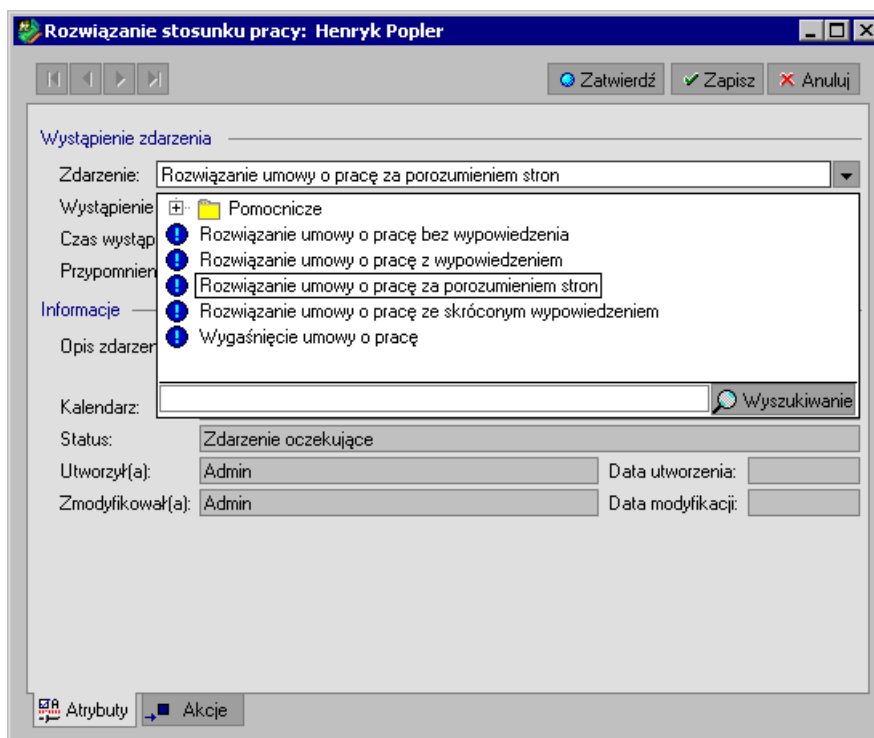 Rozwiązanie stosunku pracy: Henryk Popler
Zatwierdź Zapisz Anuluj
Wystąpienie zdarzenia
Zdarzenie: Rozwiązanie umowy o pracę za porozumieniem stron
Wystąpienie
Pomocnicze
Rozwiązanie umowy o pracę bez wypowiedzenia
Czas wystąp
Rozwiązanie umowy o pracę z wypowiedzeniem
Przypomnien
Rozwiązanie umowy o pracę za porozumieniem stron
Informacje
Rozwiązanie umowy o pracę ze skróconym wypowiedzeniem
Opis zdarzer
Wygaśnięcie umowy o pracę
Kalendarz:
Wyszukiwanie
Status: Zdarzenie oczekujące
Utworzył(a): Admin Data utworzenia:
Zmodyfikował(a): Admin Data modyfikacji:
Atrybuty Akcje